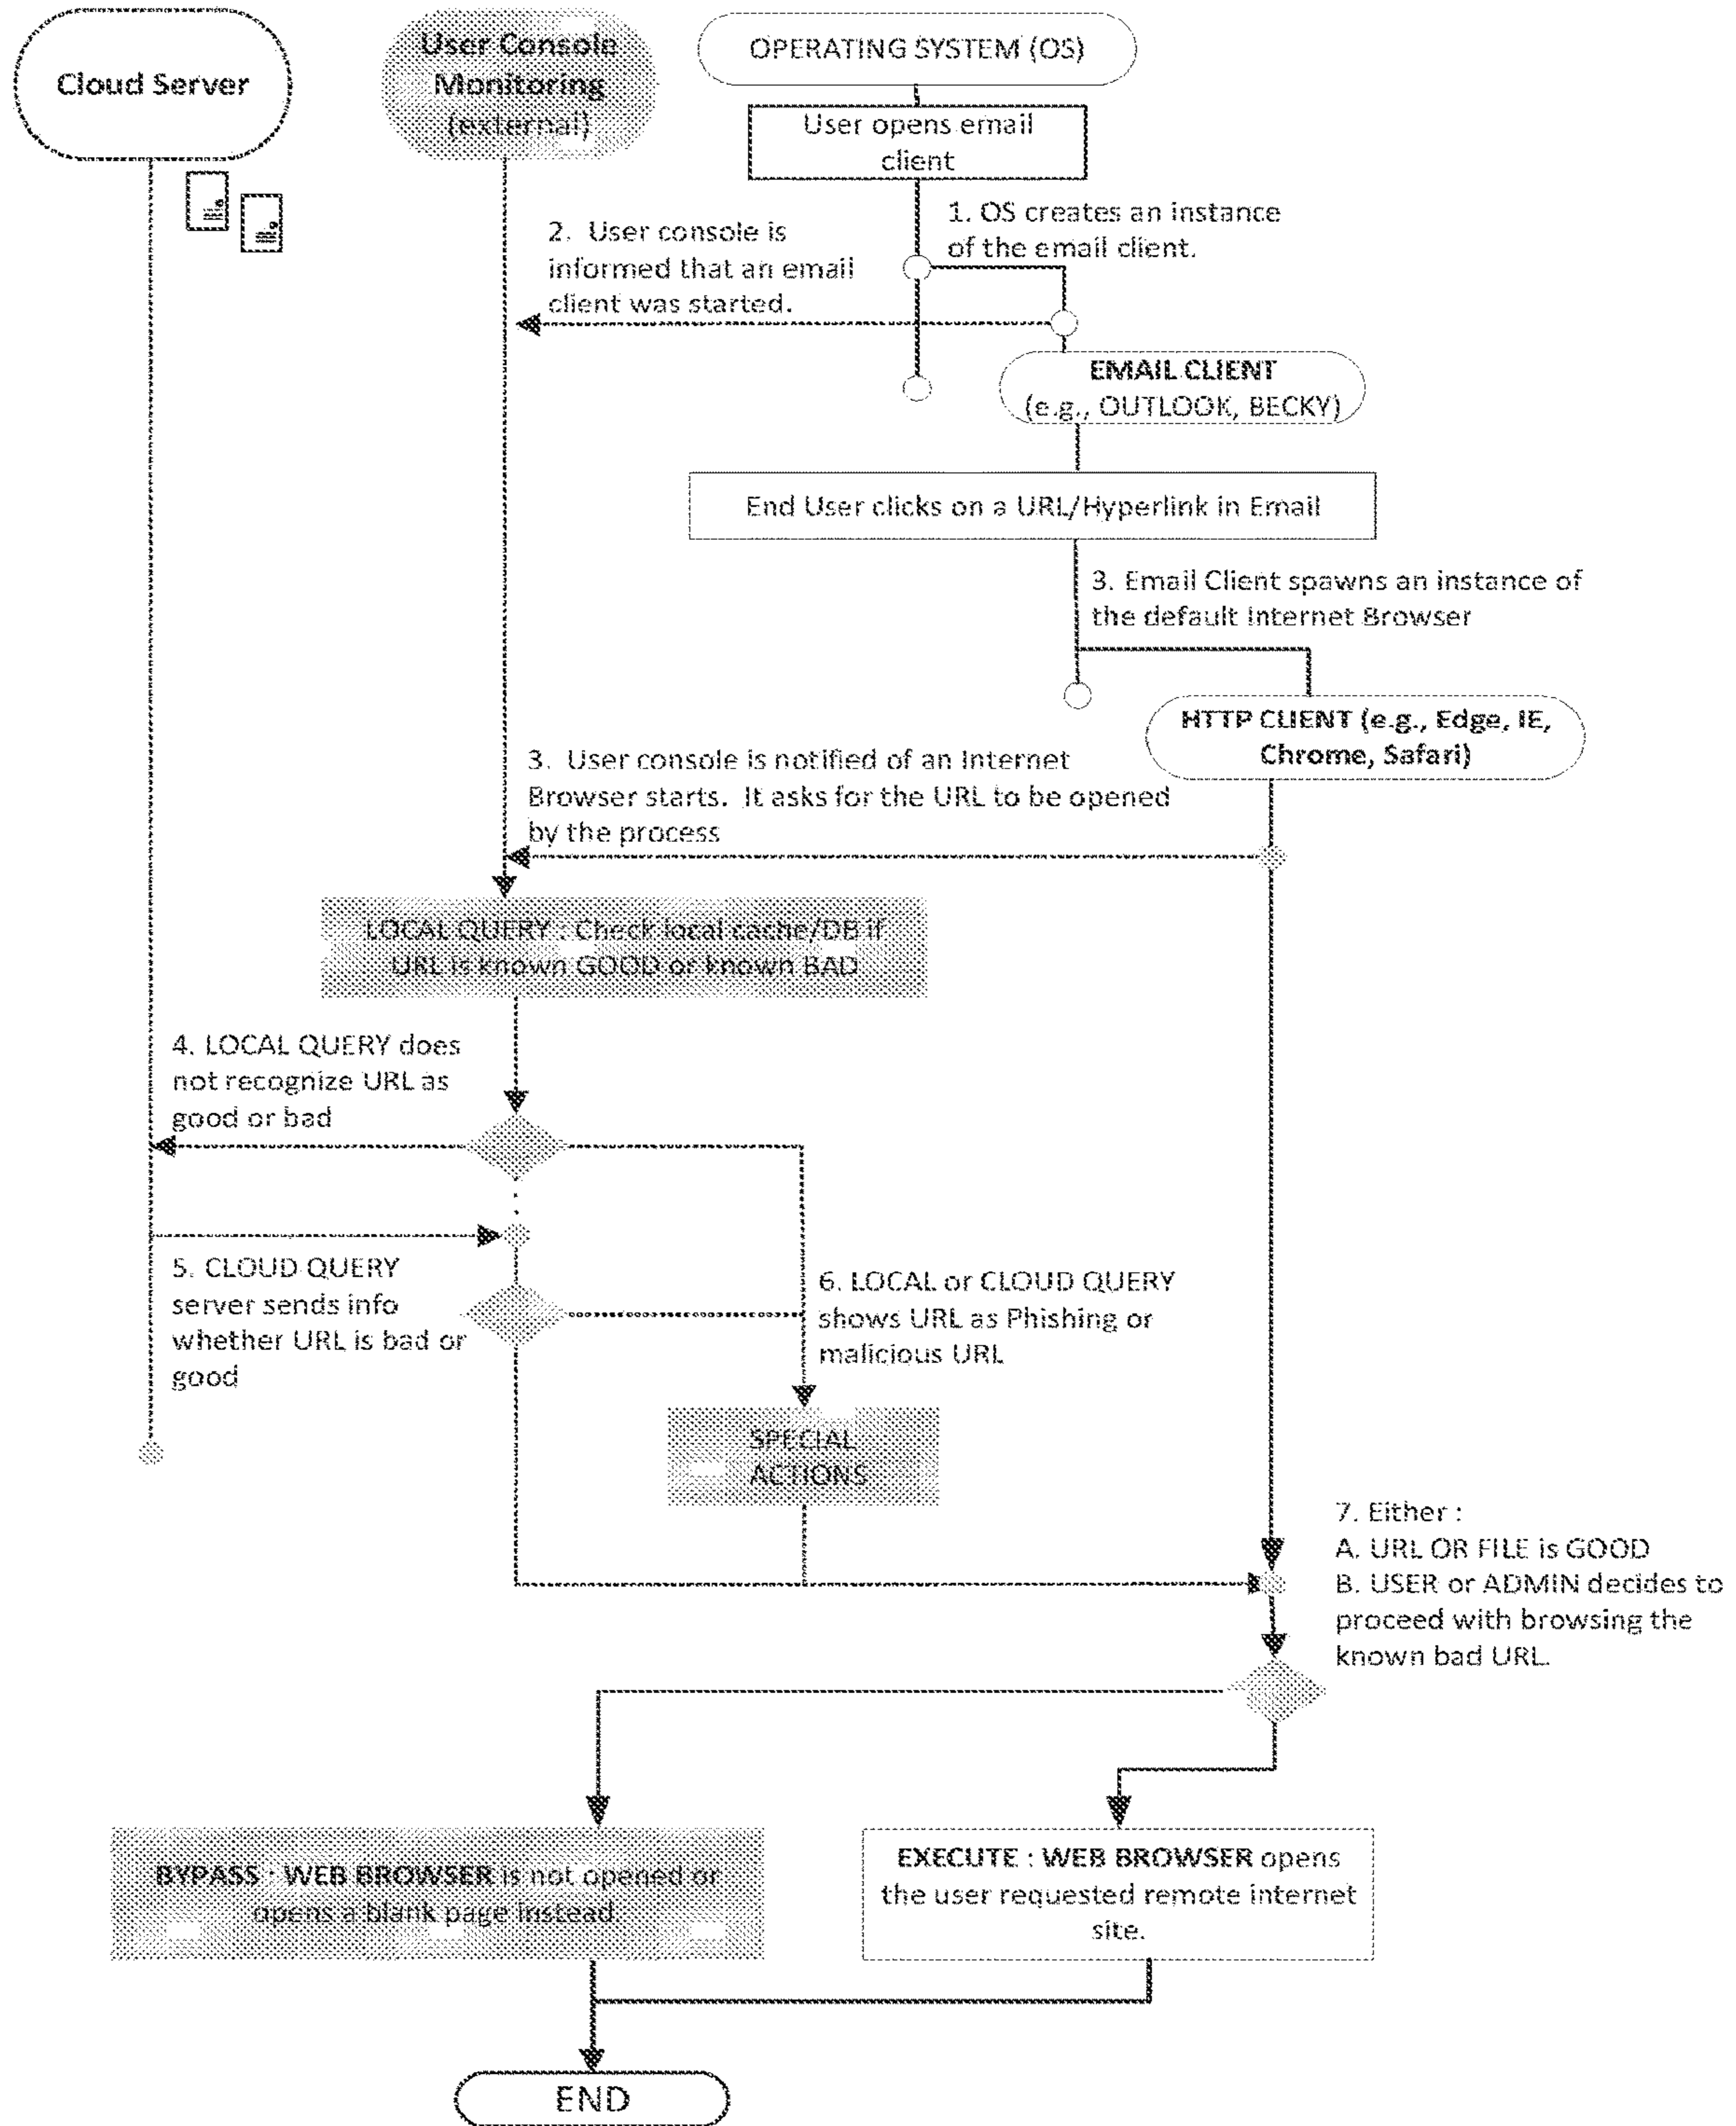 Cloud Server
User Console
Monitoring
(external)
OPERATING SYSTEM (OS)
User opens email
client
1. OS creates an instance
of the email client.
2. User console is
informed that an email
client was started.
EMAIL CLIENT
(e.g., OUTLOOK, BECKY)
End User clicks on a URL/Hyperlink in Email
3. Email Client spawns an instance of
the default Internet Browser
HTTP CLIENT (e.g., Edge, IE,
Chrome, Safari)
3. User console is notified of an Internet
Browser starts. It asks for the URL to be opened
by the process
LOCAL QUERY : Check local cache/DB if
URL is known GOOD or known BAD
4. LOCAL QUERY does
not recognize URL as
good or bad
5. CLOUD QUERY
server sends info
whether URL is bad or
good
6. LOCAL or CLOUD QUERY
shows URL as Phishing or
malicious URL
SPECIAL
ACTIONS
7. Either :
A. URL OR FILE is GOOD
B. USER or ADMIN decides to
proceed with browsing the
known bad URL.
BYPASS : WEB BROWSER is not opened or
opens a blank page instead.
EXECUTE : WEB BROWSER opens
the user requested remote internet
site.
END